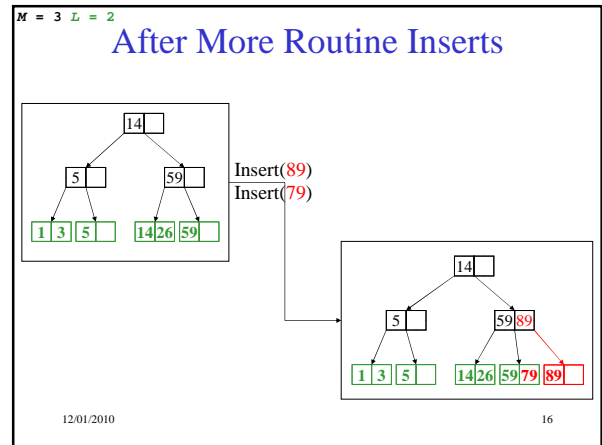 M = 3 L = 2
After More Routine Inserts
14
5 59
1 3 5 14 26 59
Insert(89)
Insert(79)
14
5 59 89
1 3 5 14 26 59 79 89
12/01/2010 16